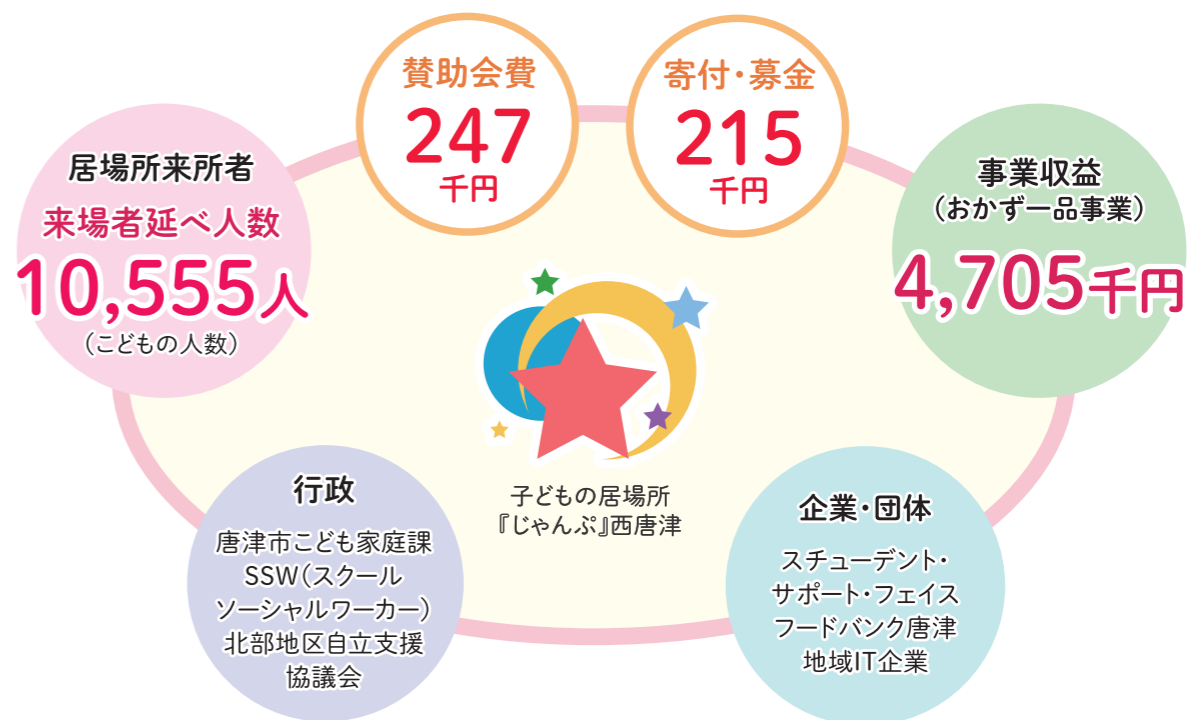 賛助会費
247
千円
寄付・募金
215
千円
居場所来所者
来場者延べ人数
10,555人
（こどもの人数）
事業収益
（おかず一品事業）
4,705千円
子どもの居場所
『じゃんぷ』西唐津
行政
唐津市こども家庭課
SSW（スクール
ソーシャルワーカー）
北部地区自立支援
協議会
企業・団体
スチューデント・
サポート・フェイス
フードバンク唐津
地域IT企業